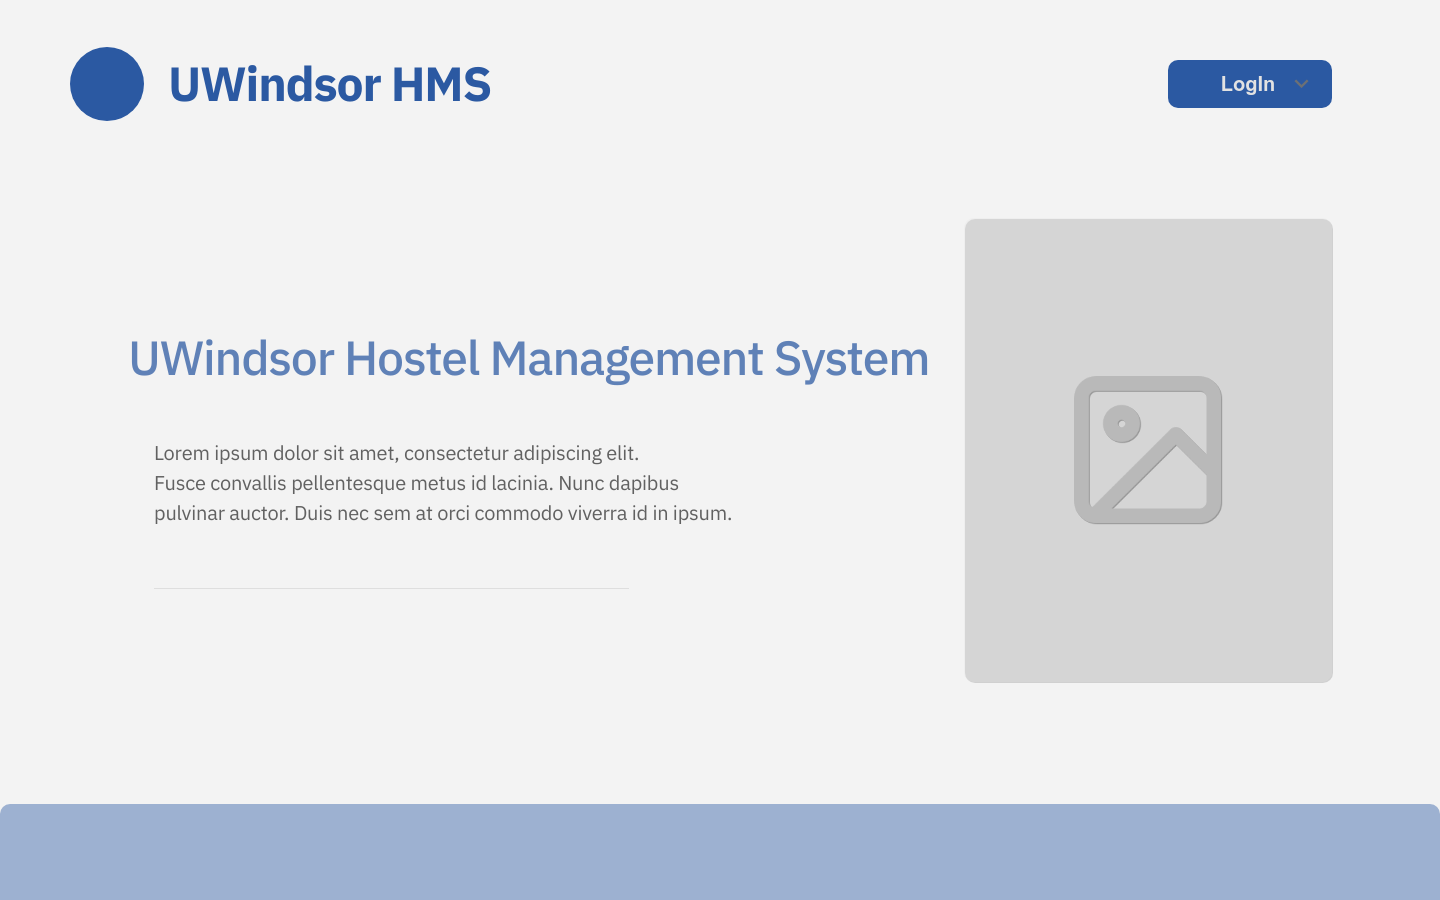 UWindsor HMS
LogIn
UWindsor Hostel Management System
Lorem ipsum dolor sit amet, consectetur adipiscing elit.
Fusce convallis pellentesque metus id lacinia. Nunc dapibus
pulvinar auctor. Duis nec sem at orci commodo viverra id in ipsum.